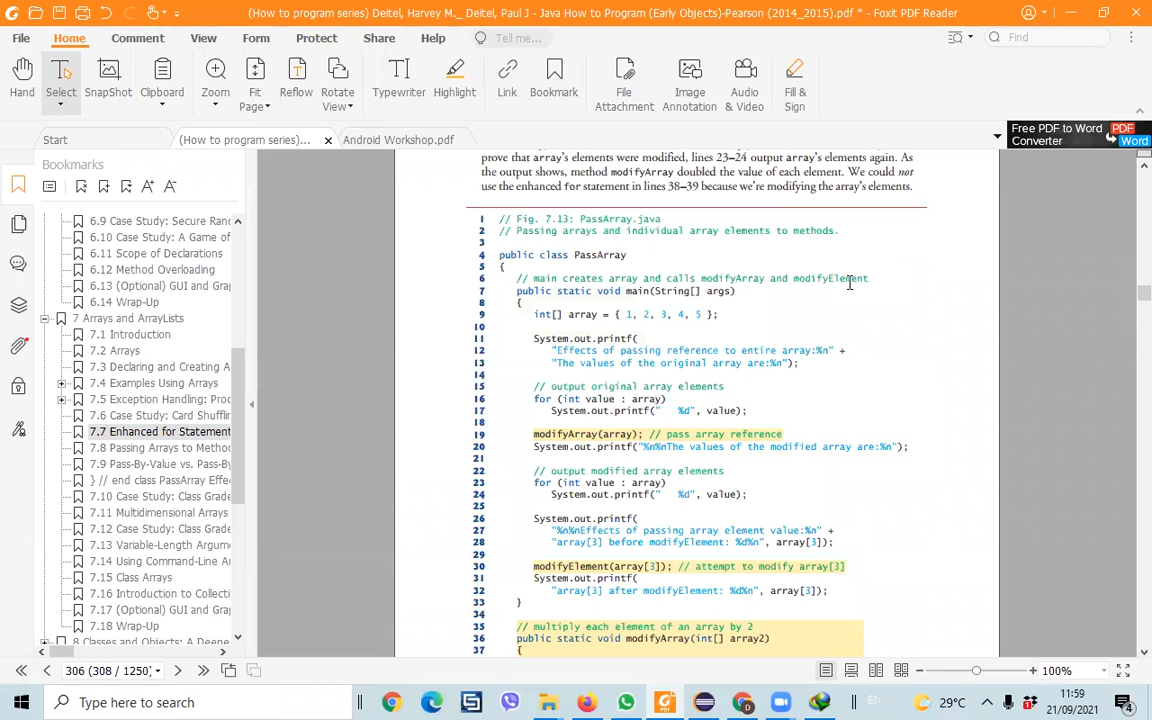 (How to program series) Deitel, Harvey M._ Deitel, Paul J - Java How to Program (Early Objects)-Pearson (2014_2015).pdf * - Foxit PDF Reader
File Home Comment View Form Protect Share Help Tell me... Find
Hand Select SnapShot Clipboard Zoom Fit Page Reflow Rotate View Typewriter Highlight Link Bookmark File Attachment Image Annotation Audio & Video Fill & Sign
Start (How to program series)... Android Workshop.pdf
Free PDF to Word Converter PDF Word
Bookmarks
6.9 Case Study: Secure Ran
6.10 Case Study: A Game of
6.11 Scope of Declarations
6.12 Method Overloading
6.13 (Optional) GUI and Gra
6.14 Wrap-Up
7 Arrays and ArrayLists
7.1 Introduction
7.2 Arrays
7.3 Declaring and Creating A
7.4 Examples Using Arrays
7.5 Exception Handling: Proc
7.6 Case Study: Card Shufflin
7.7 Enhanced for Statement
7.8 Passing Arrays to Metho
7.9 Pass-By-Value vs. Pass-By
} // end class PassArray Effec
7.10 Case Study: Class Grade
7.11 Multidimensional Arrays
7.12 Case Study: Class Grade
7.13 Variable-Length Argum
7.14 Using Command-Line A
7.15 Class Arrays
7.16 Introduction to Collecti
7.17 (Optional) GUI and Gra
7.18 Wrap-Up
8 Classes and Objects: A Deepe
prove that array's elements were modified, lines 23–24 output array's elements again. As
the output shows, method modifyArray doubled the value of each element. We could not
use the enhanced for statement in lines 38–39 because we're modifying the array's elements.
1 // Fig. 7.13: PassArray.java
2 // Passing arrays and individual array elements to methods.
3
4 public class PassArray
5 {
6 // main creates array and calls modifyArray and modifyElement
7 public static void main(String[] args)
8 {
9 int[] array = { 1, 2, 3, 4, 5 };
10
11 System.out.printf(
12 "Effects of passing reference to entire array:%n" +
13 "The values of the original array are:%n");
14
15 // output original array elements
16 for (int value : array)
17 System.out.printf(" %d", value);
18
19 modifyArray(array); // pass array reference
20 System.out.printf("%n%nThe values of the modified array are:%n");
21
22 // output modified array elements
23 for (int value : array)
24 System.out.printf(" %d", value);
25
26 System.out.printf(
27 "%n%nEffects of passing array element value:%n" +
28 "array[3] before modifyElement: %d%n", array[3]);
29
30 modifyElement(array[3]); // attempt to modify array[3]
31 System.out.printf(
32 "array[3] after modifyElement: %d%n", array[3]);
33 }
34
35 // multiply each element of an array by 2
36 public static void modifyArray(int[] array2)
37 {
306 (308 / 1250) 100%
Type here to search 29°C 11:59
21/09/2021 4